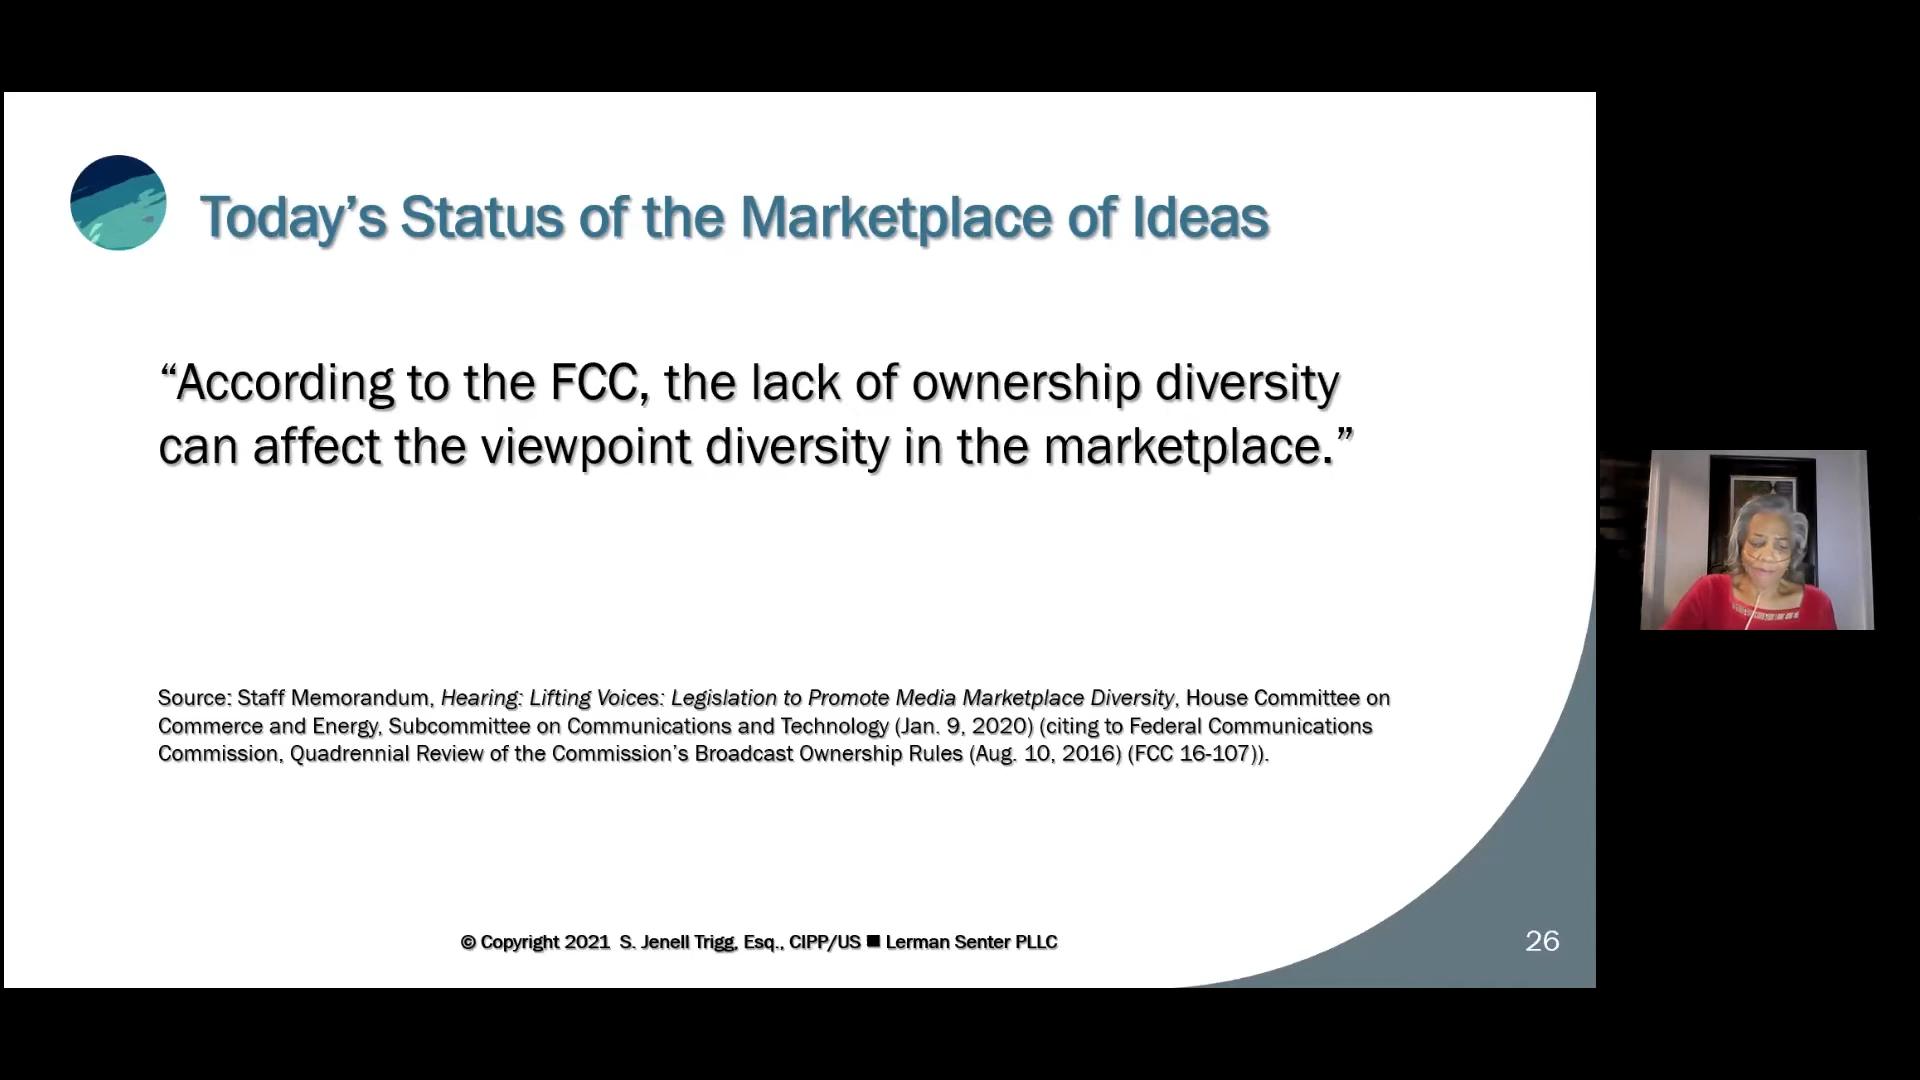 Today’s Status of the Marketplace of Ideas
“According to the FCC, the lack of ownership diversity
can affect the viewpoint diversity in the marketplace.”
Source: Staff Memorandum, Hearing: Lifting Voices: Legislation to Promote Media Marketplace Diversity, House Committee on
Commerce and Energy, Subcommittee on Communications and Technology (Jan. 9, 2020) (citing to Federal Communications
Commission, Quadrennial Review of the Commission’s Broadcast Ownership Rules (Aug. 10, 2016) (FCC 16-107)).
© Copyright 2021 S. Jenell Trigg, Esq., CIPP/US ■ Lerman Senter PLLC
26